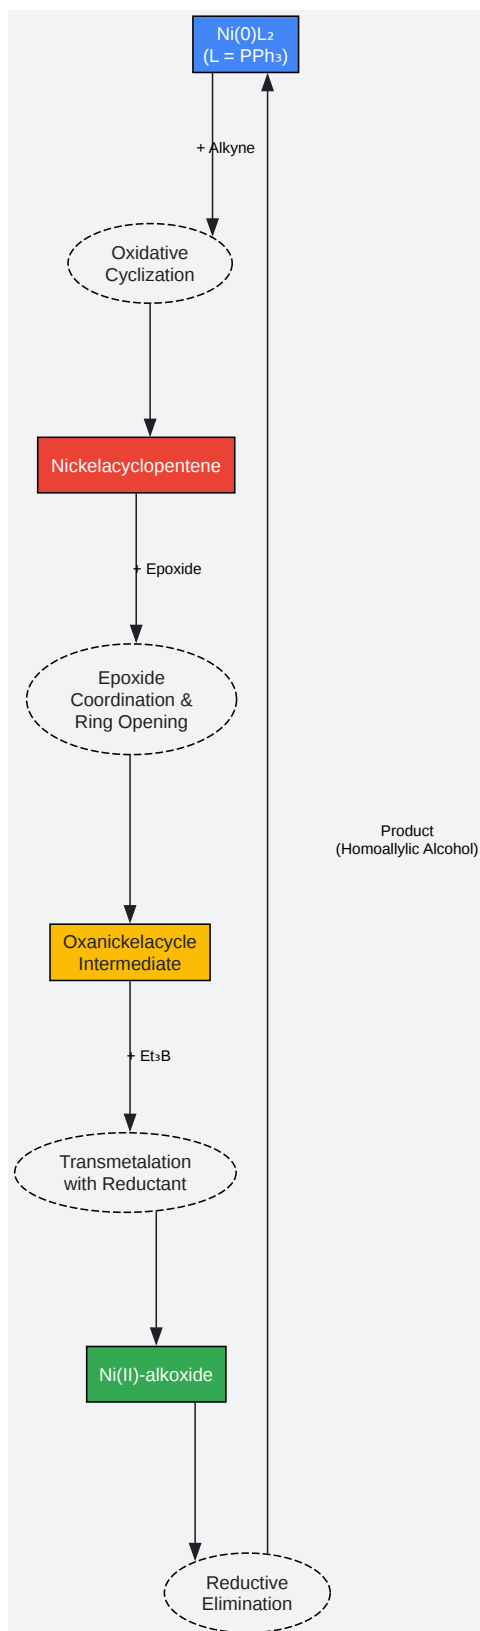 Ni(0)L₂
(L = PPh₃)
+ Alkyne
Oxidative
Cyclization
Nickelacyclopentene
+ Epoxide
Epoxide
Coordination &
Ring Opening
Product
(Homoallylic Alcohol)
Oxanickelacycle
Intermediate
+ Et₃B
Transmetalation
with Reductant
Ni(II)-alkoxide
Reductive
Elimination